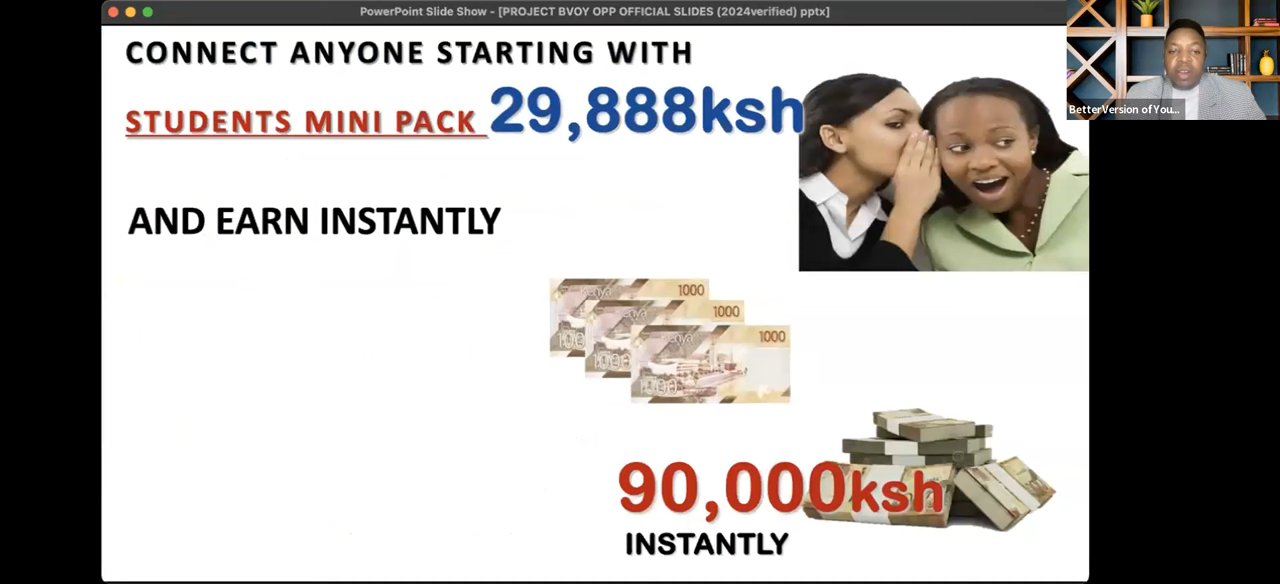 PowerPoint Slide Show - [PROJECT BVOY OPP OFFICIAL SLIDES (2024verified) pptx]
CONNECT ANYONE STARTING WITH
STUDENTS MINI PACK 29,888ksh
BetterVersion of You...
AND EARN INSTANTLY
1000
1000
1000
90,000ksh
INSTANTLY